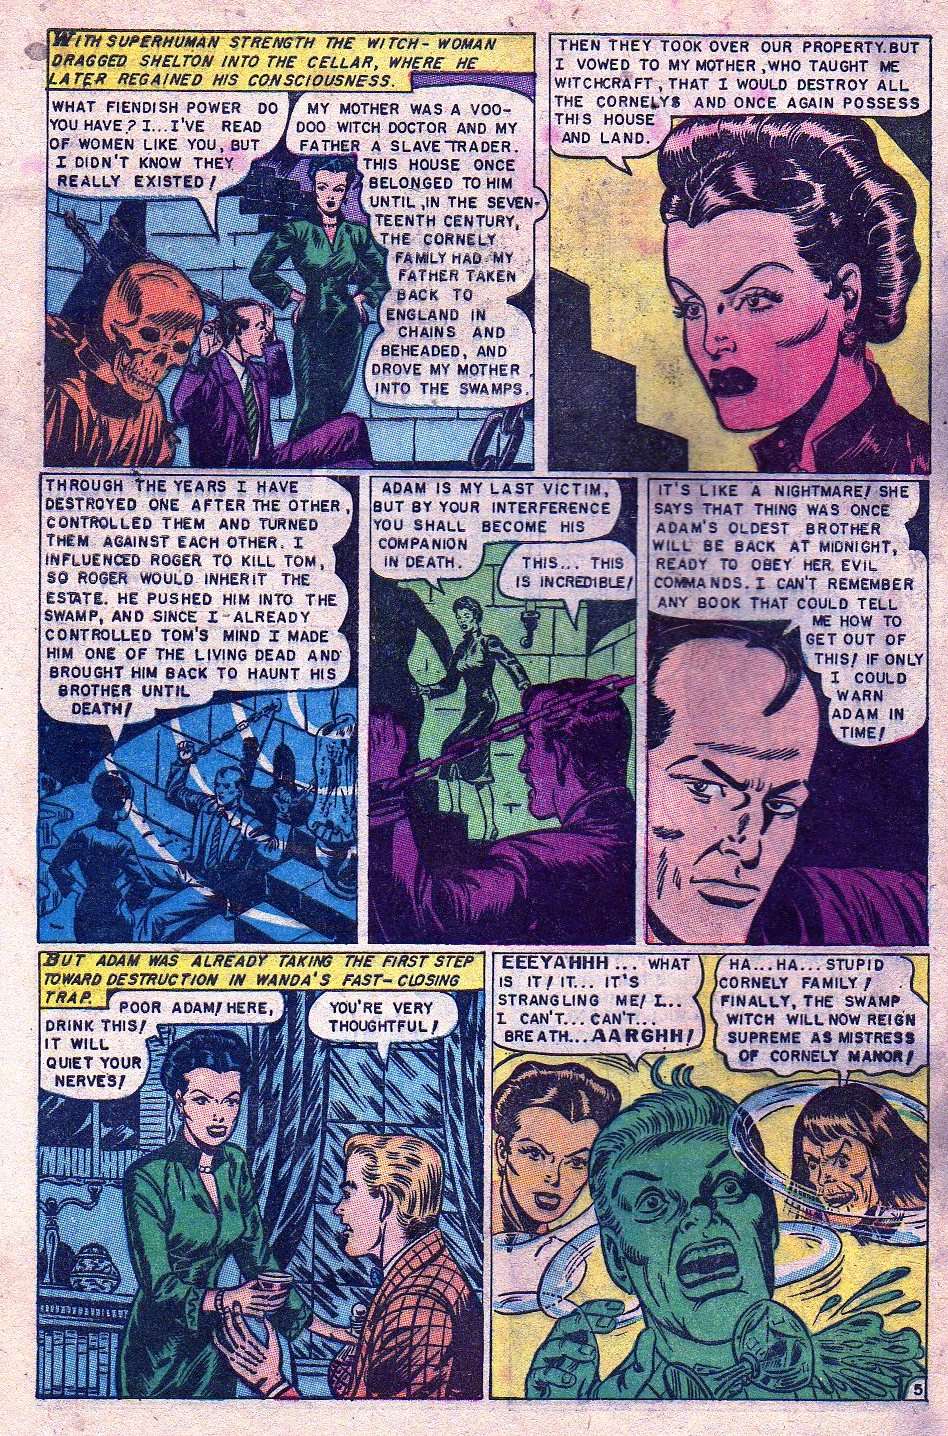 WITH SUPERHUMAN STRENGTH THE WITCH-WOMAN
DRAGGED SHELTON INTO THE CELLAR, WHERE HE
LATER REGAINED HIS CONSCIOUSNESS.
WHAT FIENDISH POWER DO
YOU HAVE? I...I'VE READ
OF WOMEN LIKE YOU, BUT
I DIDN'T KNOW THEY
REALLY EXISTED!
MY MOTHER WAS A VOO-
DOO WITCH DOCTOR AND MY
FATHER A SLAVE TRADER.
THIS HOUSE ONCE
BELONGED TO HIM
UNTIL, IN THE SEVEN-
TEENTH CENTURY,
THE CORNELY
FAMILY HAD MY
FATHER TAKEN
BACK TO
ENGLAND IN
CHAINS AND
BEHEADED, AND
DROVE MY MOTHER
INTO THE SWAMPS.
THEN THEY TOOK OVER OUR PROPERTY. BUT
I VOWED TO MY MOTHER, WHO TAUGHT ME
WITCHCRAFT, THAT I WOULD DESTROY ALL
THE CORNELYS AND ONCE AGAIN POSSESS
THIS HOUSE
AND LAND.
THROUGH THE YEARS I HAVE
DESTROYED ONE AFTER THE OTHER,
CONTROLLED THEM AND TURNED
THEM AGAINST EACH OTHER. I
INFLUENCED ROGER TO KILL TOM,
SO ROGER WOULD INHERIT THE
ESTATE. HE PUSHED HIM INTO THE
SWAMP, AND SINCE I ALREADY
CONTROLLED TOM'S MIND I MADE
HIM ONE OF THE LIVING DEAD AND
BROUGHT HIM BACK TO HAUNT HIS
BROTHER UNTIL
DEATH!
ADAM IS MY LAST VICTIM,
BUT BY YOUR INTERFERENCE
YOU SHALL BECOME HIS
COMPANION
IN DEATH.
THIS... THIS
IS INCREDIBLE!
IT'S LIKE A NIGHTMARE! SHE
SAYS THAT THING WAS ONCE
ADAM'S OLDEST BROTHER
WILL BE BACK AT MIDNIGHT,
READY TO OBEY HER EVIL
COMMANDS. I CAN'T REMEMBER
ANY BOOK THAT COULD TELL
ME HOW TO
GET OUT OF
THIS! IF ONLY
I COULD
WARN
ADAM IN
TIME!
BUT ADAM WAS ALREADY TAKING THE FIRST STEP
TOWARD DESTRUCTION IN WANDA'S FAST-CLOSING
TRAP.
POOR ADAM! HERE,
DRINK THIS!
IT WILL
QUIET YOUR
NERVES!
YOU'RE VERY
THOUGHTFUL!
EEEYAHHH ... WHAT
IS IT! IT... IT'S
STRANGLING ME! I...
I CAN'T... CAN'T...
BREATH...AARGHH!
HA...HA...STUPID
CORNELY FAMILY!
FINALLY, THE SWAMP
WITCH WILL NOW REIGN
SUPREME AS MISTRESS
OF CORNELY MANOR!
5